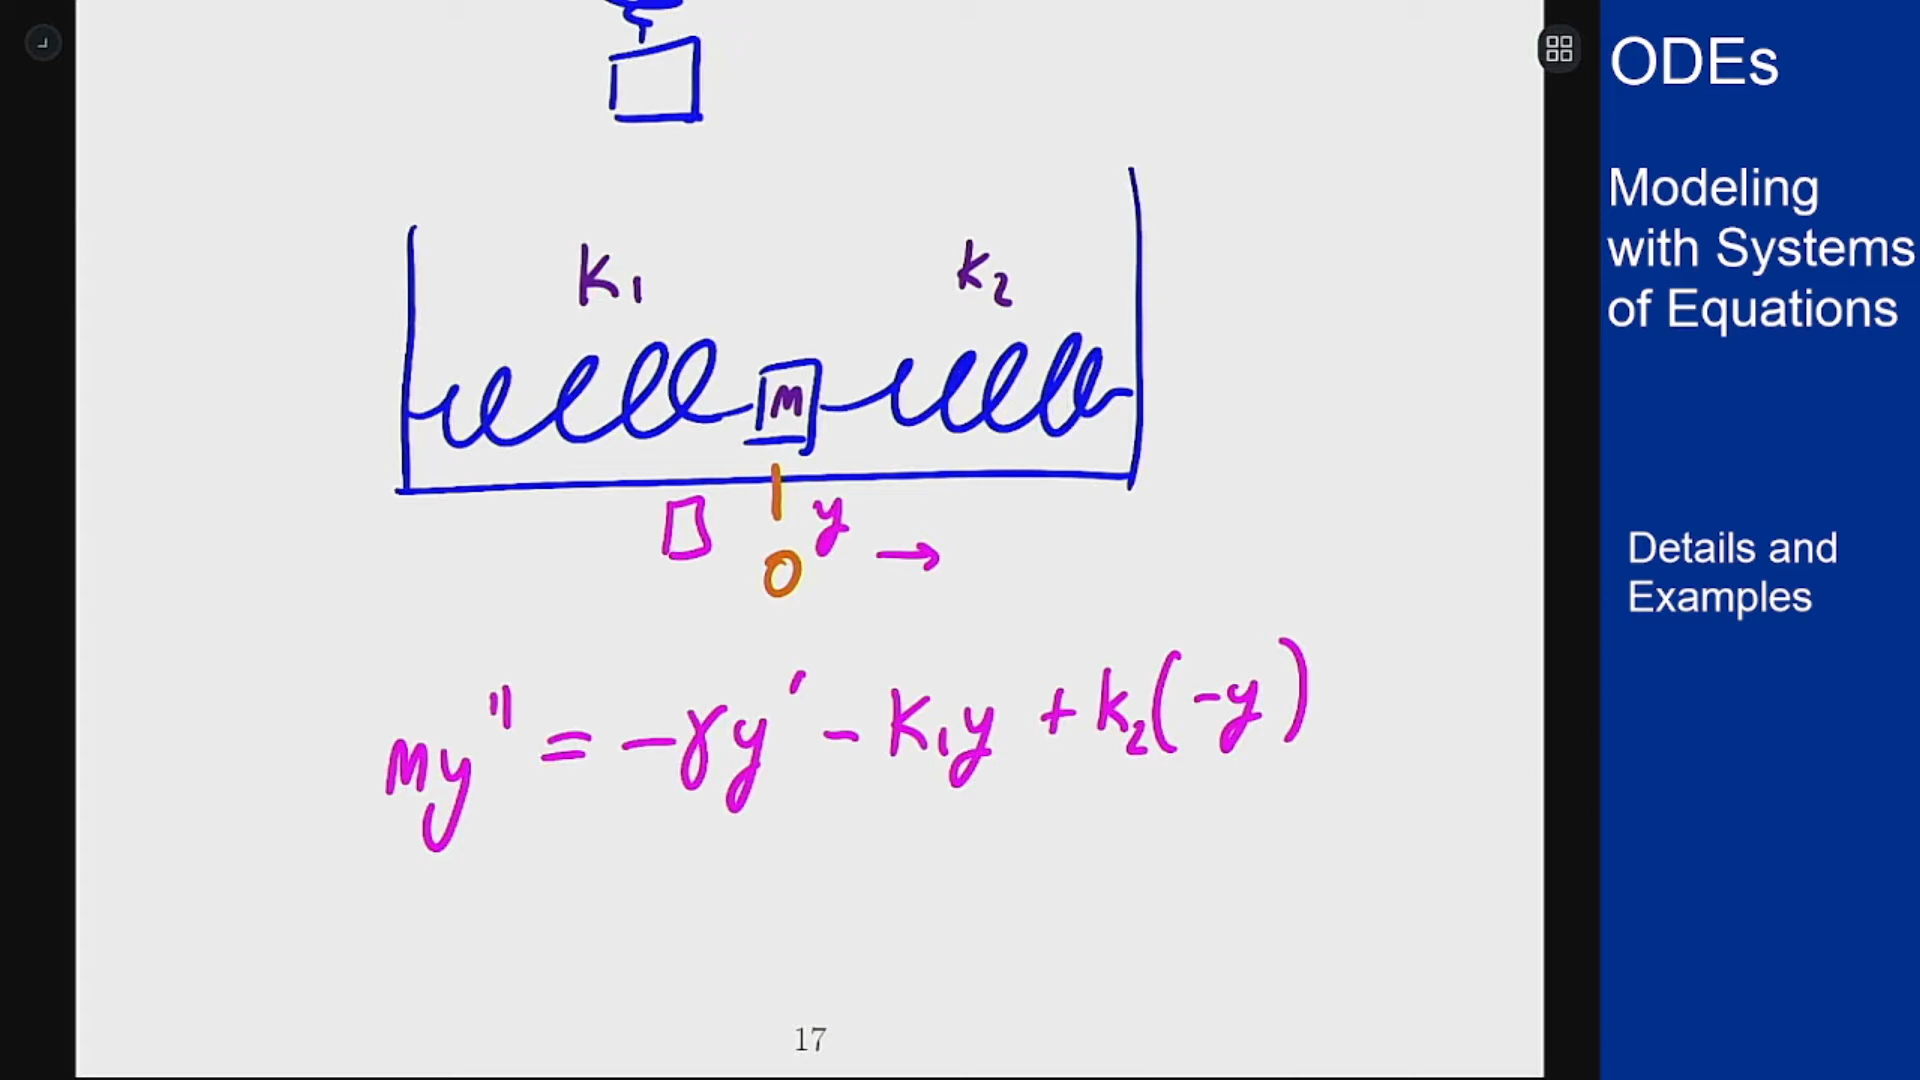 ODEs
Modeling
with Systems
of Equations
Details and
Examples
K₁ k₂
m
y →
0
my'' = -γy' - K₁y + k₂(-y)
17